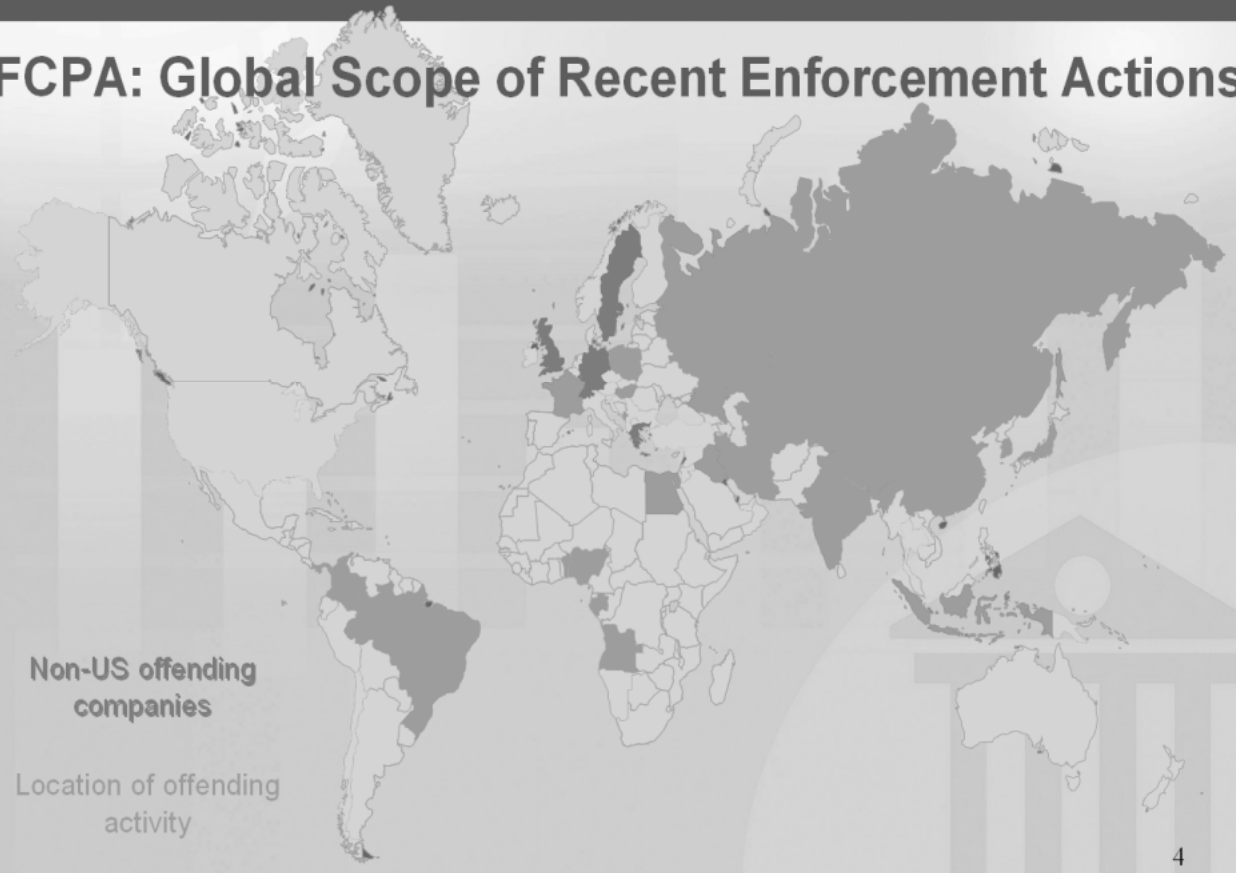 FCPA: Global Scope of Recent Enforcement Actions
Non-US offending
companies
Location of offending
activity
4